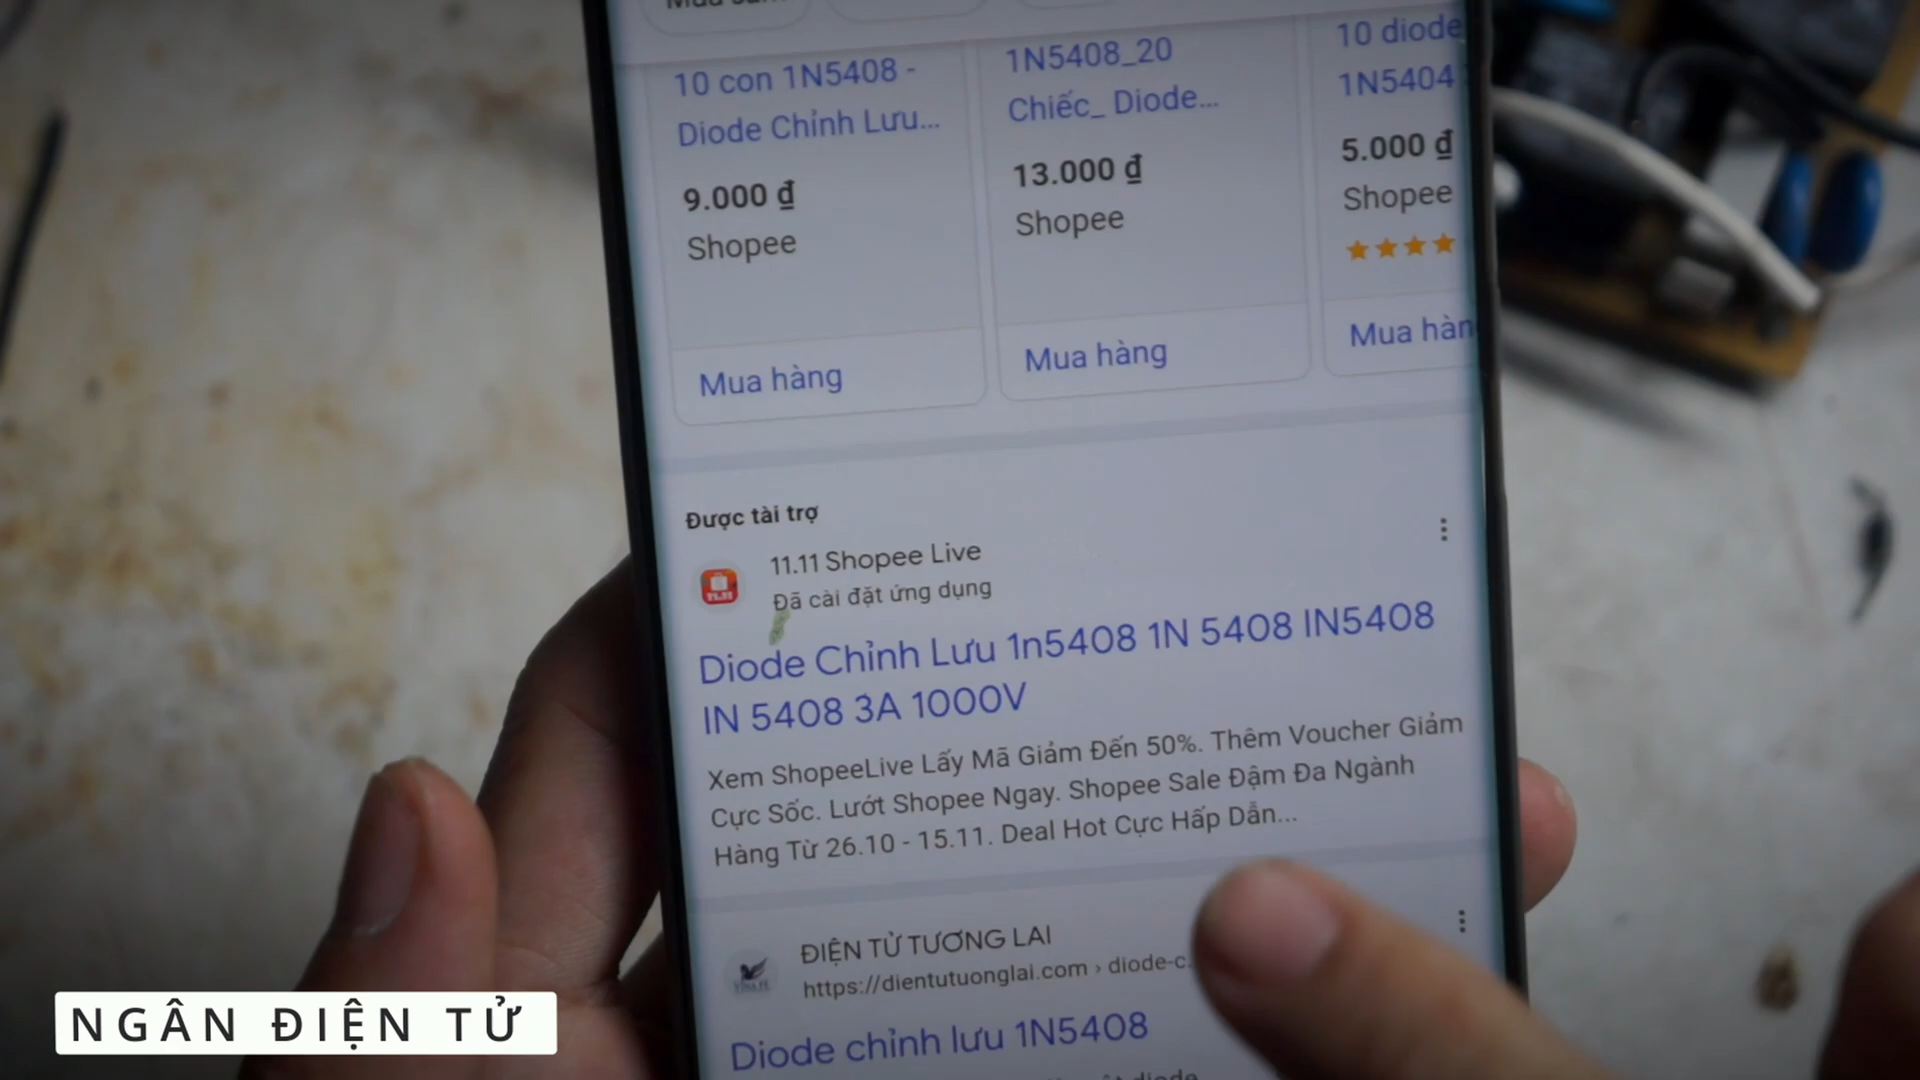 10 con 1N5408 -
Diode Chỉnh Lưu...
9.000 ₫
Shopee
Mua hàng
1N5408_20
Chiếc_ Diode...
13.000 ₫
Shopee
Mua hàng
10 diode
1N5404
5.000 ₫
Shopee
Mua hàn
Được tài trợ
11.11 Shopee Live
Đã cài đặt ứng dụng
Diode Chỉnh Lưu 1n5408 1N 5408 IN5408
IN 5408 3A 1000V
Xem ShopeeLive Lấy Mã Giảm Đến 50%. Thêm Voucher Giảm
Cực Sốc. Lướt Shopee Ngay. Shopee Sale Đậm Đà Ngành
Hàng Từ 26.10 - 15.11. Deal Hot Cực Hấp Dẫn...
ĐIỆN TỬ TƯƠNG LAI
https://dientutuonglai.com › diode-c.
Diode chỉnh lưu 1N5408
NGÂN ĐIỆN TỬ